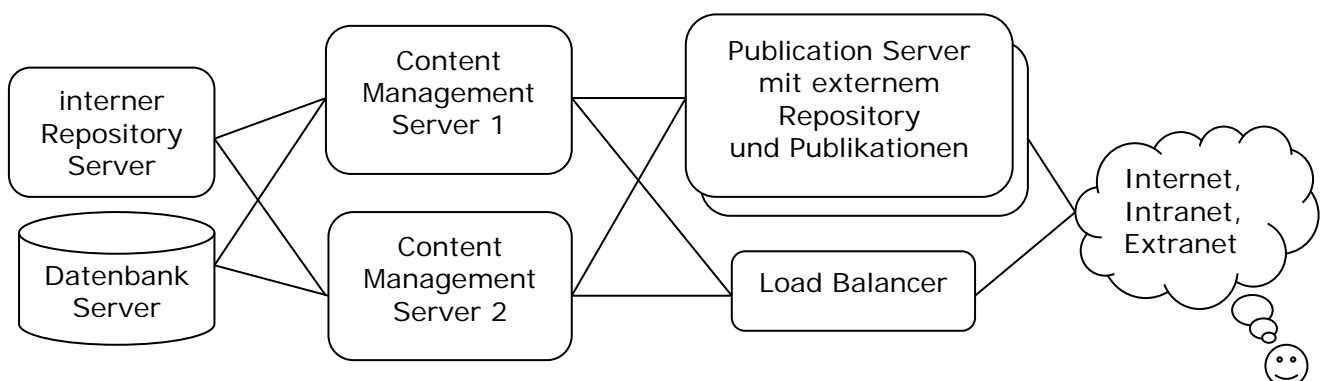 interner
Repository
Server
Datenbank
Server
Content
Management
Server 1
Content
Management
Server 2
Publication Server
mit externem
Repository
und Publikationen
Load Balancer
Internet,
Intranet,
Extranet